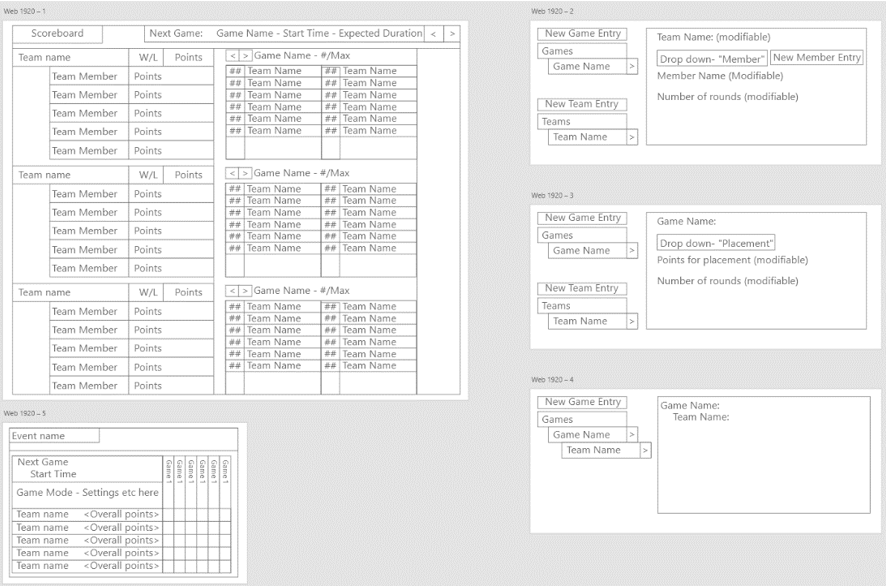 Web 1920 – 1
Scoreboard
Next Game: Game Name - Start Time - Expected Duration < >
Team name W/L Points
Team Member Points
Team Member Points
Team Member Points
Team Member Points
Team Member Points
Team name W/L Points
Team Member Points
Team Member Points
Team Member Points
Team Member Points
Team Member Points
Team name W/L Points
Team Member Points
Team Member Points
Team Member Points
Team Member Points
Team Member Points
< > Game Name - #/Max
## Team Name ## Team Name
## Team Name ## Team Name
## Team Name ## Team Name
## Team Name ## Team Name
## Team Name ## Team Name
## Team Name ## Team Name
< > Game Name - #/Max
## Team Name ## Team Name
## Team Name ## Team Name
## Team Name ## Team Name
## Team Name ## Team Name
## Team Name ## Team Name
## Team Name ## Team Name
< > Game Name - #/Max
## Team Name ## Team Name
## Team Name ## Team Name
## Team Name ## Team Name
## Team Name ## Team Name
## Team Name ## Team Name
## Team Name ## Team Name
Web 1920 – 2
New Game Entry
Games
Game Name >
New Team Entry
Teams
Team Name >
Team Name: (modifiable)
Drop down- "Member" New Member Entry
Member Name (Modifiable)
Number of rounds (modifiable)
Web 1920 – 3
New Game Entry
Games
Game Name >
New Team Entry
Teams
Team Name >
Game Name:
Drop down- "Placement"
Points for placement (modifiable)
Number of rounds (modifiable)
Web 1920 – 4
New Game Entry
Games
Game Name >
Team Name >
Game Name:
Team Name:
Web 1920 – 5
Event name
Next Game
Start Time
Game Mode - Settings etc here
Game 1
Game 1
Game 1
Game 1
Game 1
Game 1
Team name <Overall points>
Team name <Overall points>
Team name <Overall points>
Team name <Overall points>
Team name <Overall points>